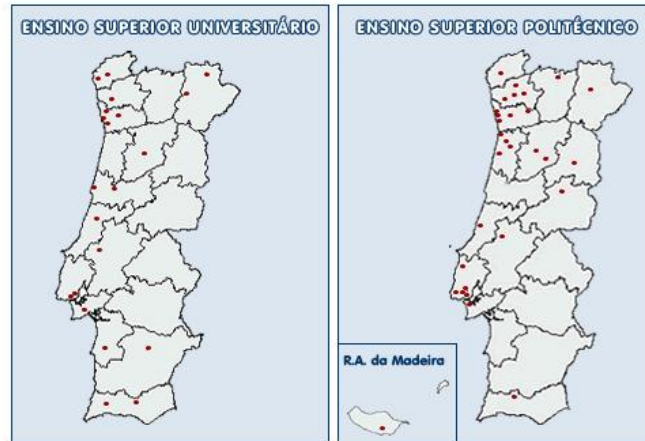 ENSINO SUPERIOR UNIVERSITÁRIO
ENSINO SUPERIOR POLITÉCNICO
R.A. da Madeira